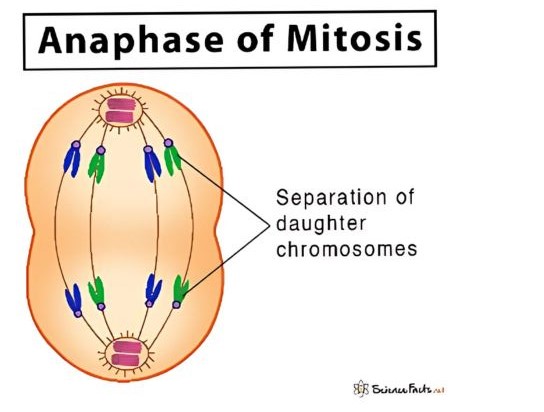 Anaphase of Mitosis
Separation of
daughter
chromosomes
ScienceFacts.net